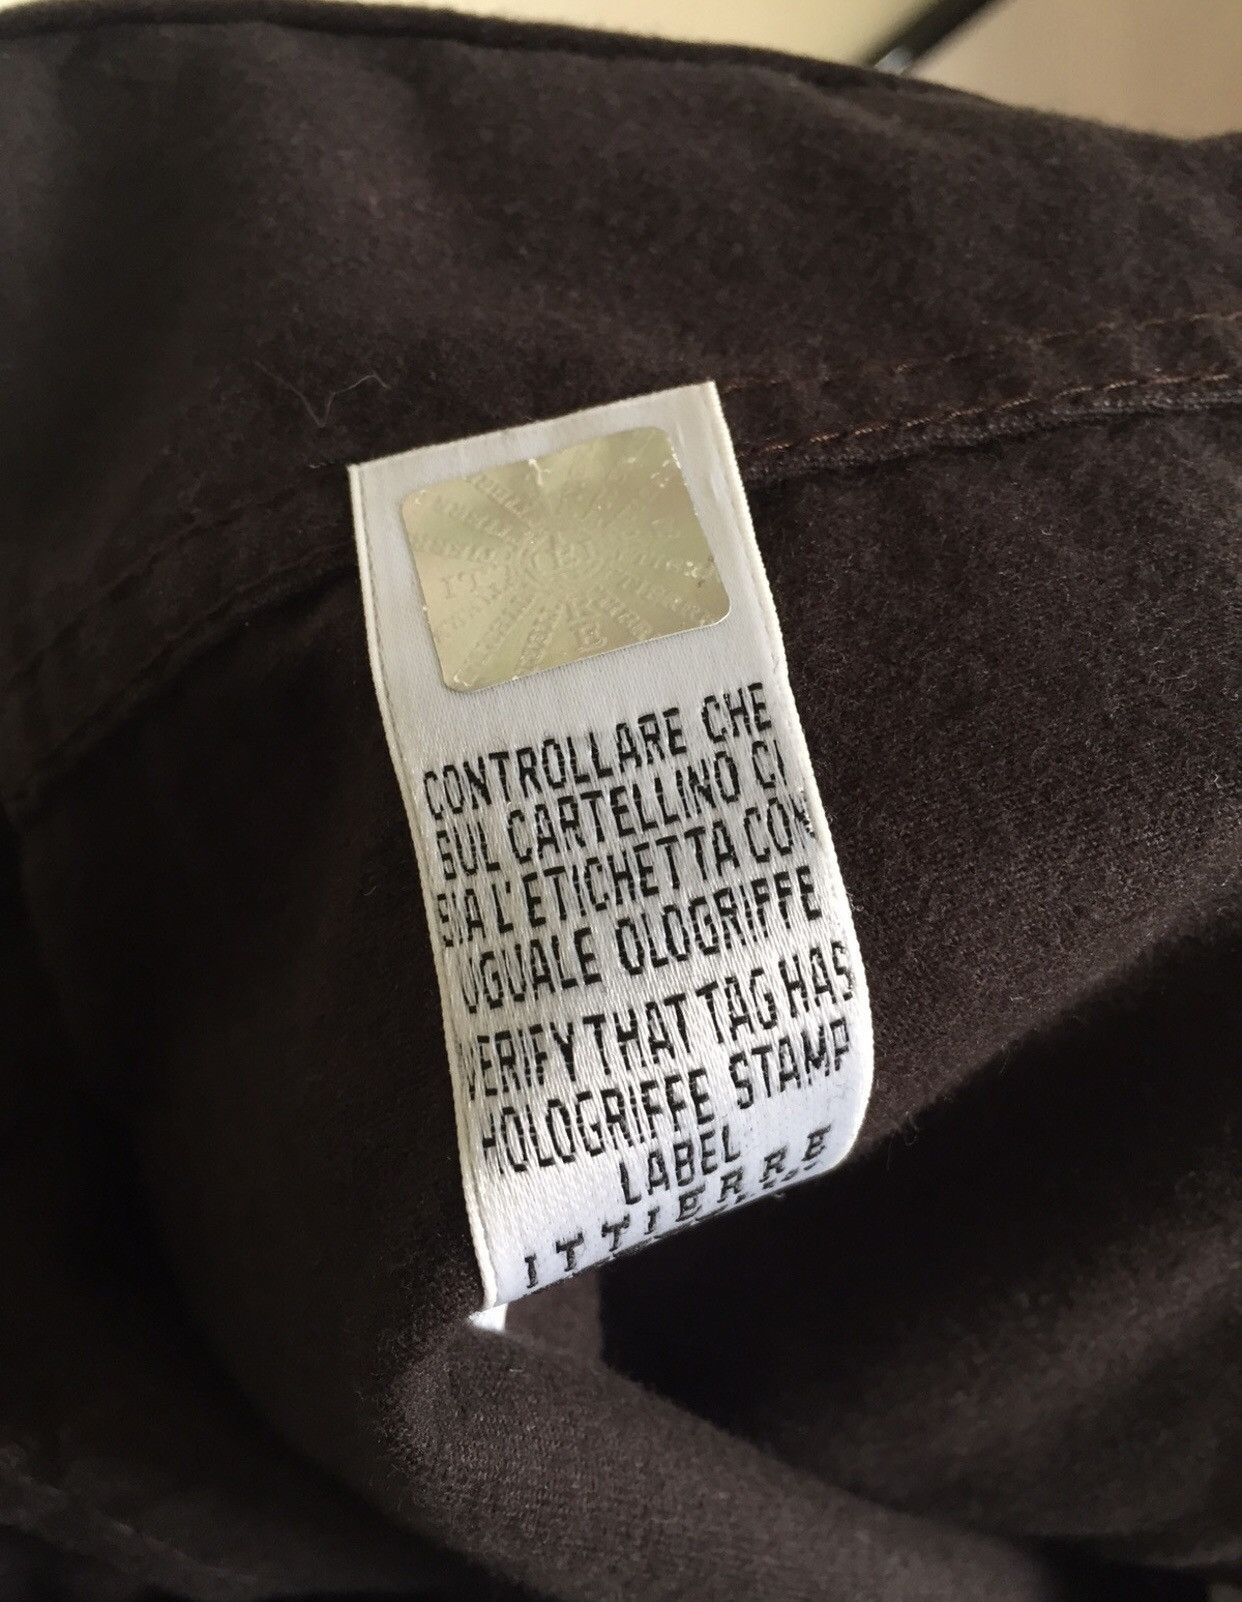 CONTROLLARE CHE
SUL CARTELLINO CI
SIA L'ETICHETTA CON
UGUALE OLOGRIFFE
VERIFY THAT TAG HAS
HOLOGRIFFE STAMP
LABEL
ITTIERRE